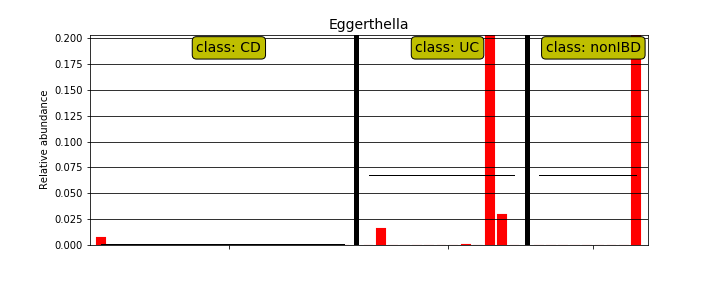 Eggerthella
class: CD
class: UC
class: nonIBD
Relative abundance
0.200
0.175
0.150
0.125
0.100
0.075
0.050
0.025
0.000